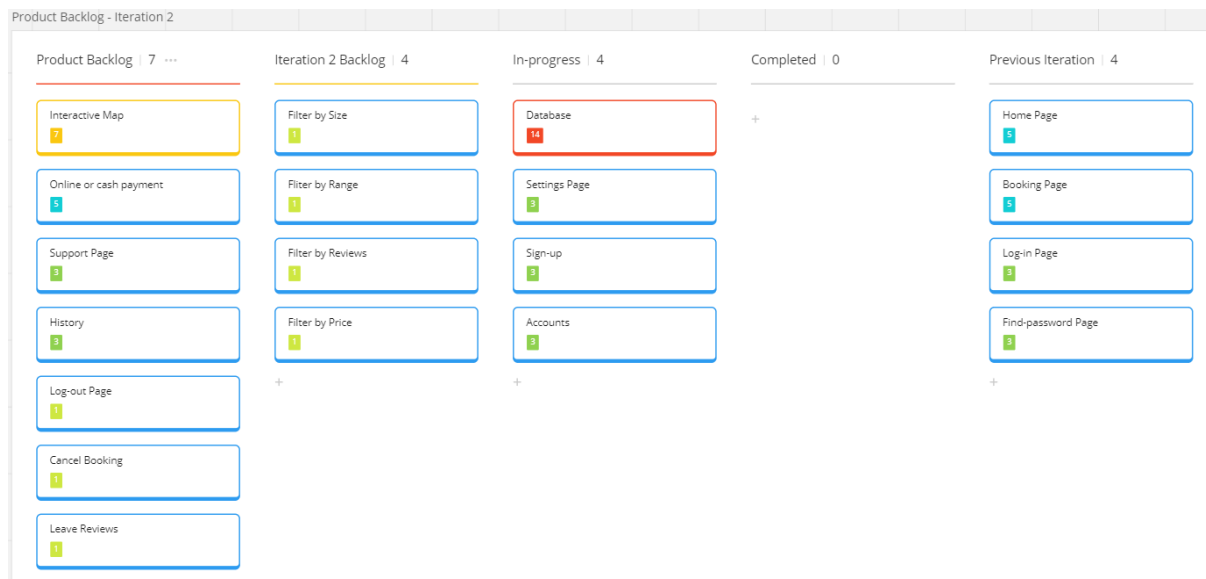 Product Backlog - Iteration 2
Product Backlog | 7 ...
Interactive Map
7
Online or cash payment
5
Support Page
3
History
3
Log-out Page
1
Cancel Booking
1
Leave Reviews
1
Iteration 2 Backlog | 4
Filter by Size
1
Fliter by Range
1
Filter by Reviews
1
Filter by Price
1
+
In-progress | 4
Database
14
Settings Page
3
Sign-up
3
Accounts
3
+
Completed | 0
+
Previous Iteration | 4
Home Page
5
Booking Page
5
Log-in Page
3
Find-password Page
3
+